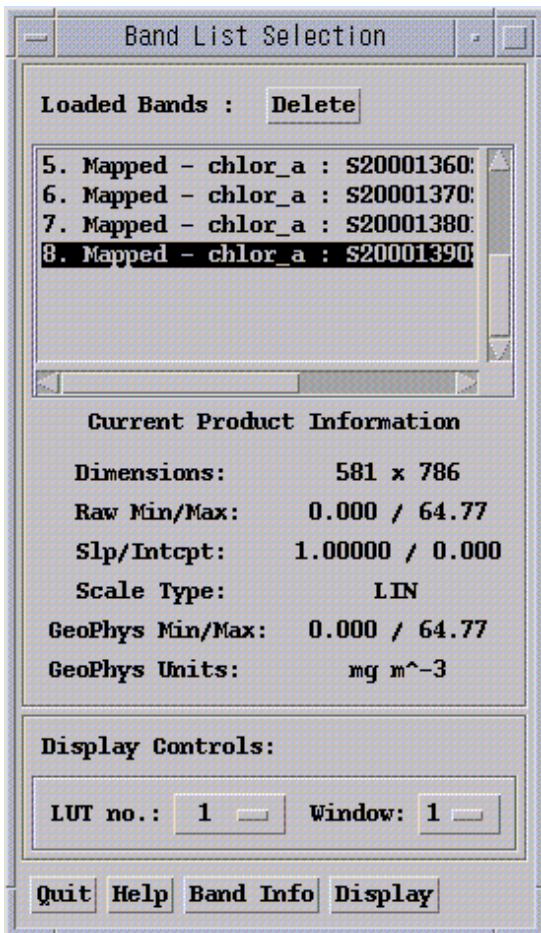 Band List Selection
Loaded Bands : Delete
5. Mapped - chlor_a : S20001360
6. Mapped - chlor_a : S20001370
7. Mapped - chlor_a : S20001380
8. Mapped - chlor_a : S20001390
Current Product Information
Dimensions: 581 x 786
Raw Min/Max: 0.000 / 64.77
Slp/Intcpt: 1.00000 / 0.000
Scale Type: LIN
GeoPhys Min/Max: 0.000 / 64.77
GeoPhys Units: mg m^-3
Display Controls:
LUT no.: 1 Window: 1
Quit Help Band Info Display